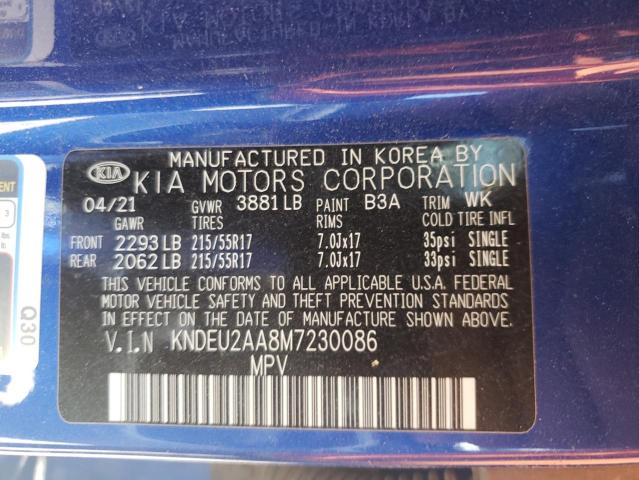 MANUFACTURED IN KOREA BY
KIA KIA MOTORS CORPORATION
04/21 GVWR 3881 LB PAINT B3A TRIM WK
GAWR TIRES RIMS COLD TIRE INFL
FRONT 2293 LB 215/55R17 7.0Jx17 35psi SINGLE
REAR 2062 LB 215/55R17 7.0Jx17 33psi SINGLE
THIS VEHICLE CONFORMS TO ALL APPLICABLE U.S.A. FEDERAL
MOTOR VEHICLE SAFETY AND THEFT PREVENTION STANDARDS
IN EFFECT ON THE DATE OF MANUFACTURE SHOWN ABOVE.
V.I.N KNDEU2AA8M7230086
MPV
Q30
3